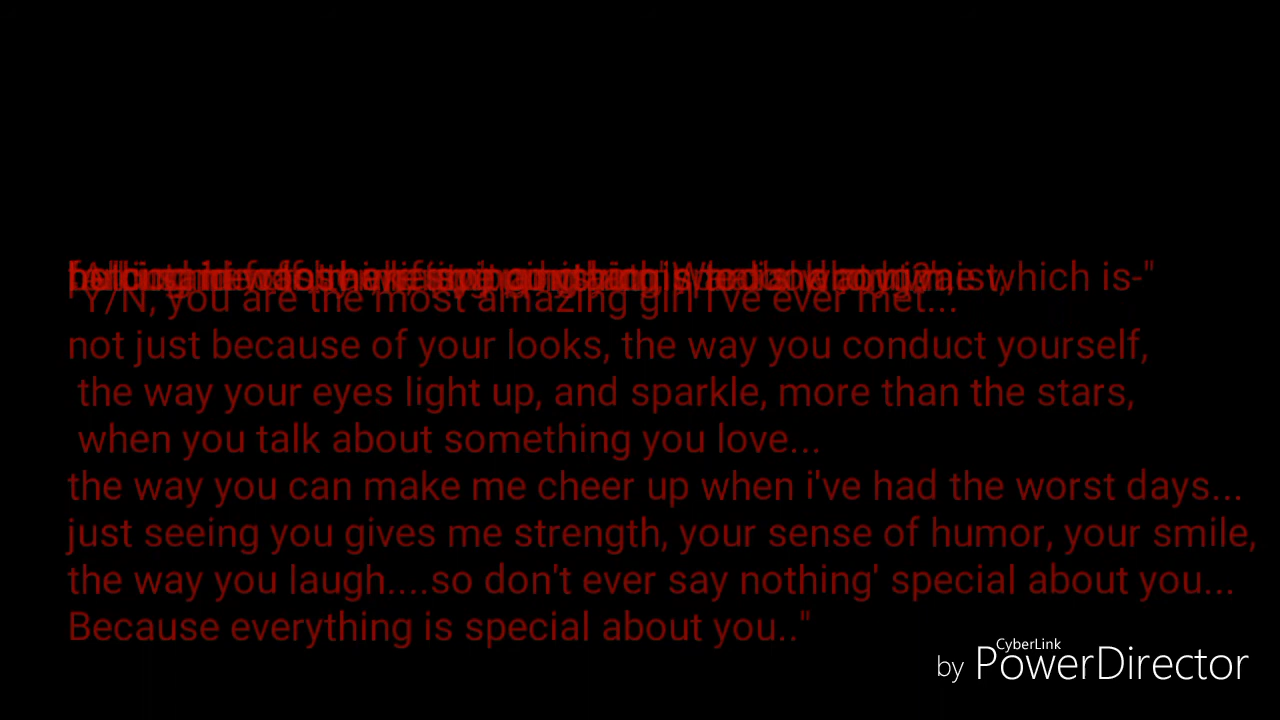 which is-"
"Y/N, you are the most amazing girl i've ever met...
not just because of your looks, the way you conduct yourself,
the way your eyes light up, and sparkle, more than the stars,
when you talk about something you love...
the way you can make me cheer up when i've had the worst days...
just seeing you gives me strength, your sense of humor, your smile,
the way you laugh....so don't ever say nothing' special about you...
Because everything is special about you.."
CyberLink
by PowerDirector